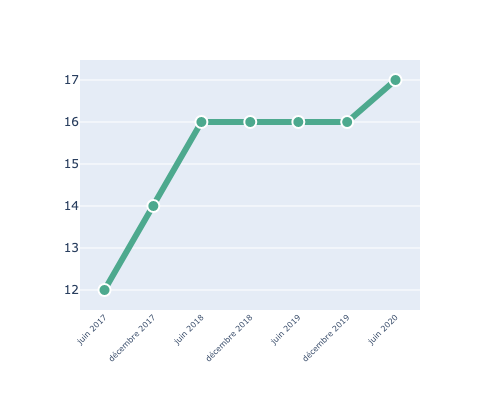 17
16
15
14
13
12
juin 2017
décembre 2017
juin 2018
décembre 2018
juin 2019
décembre 2019
juin 2020